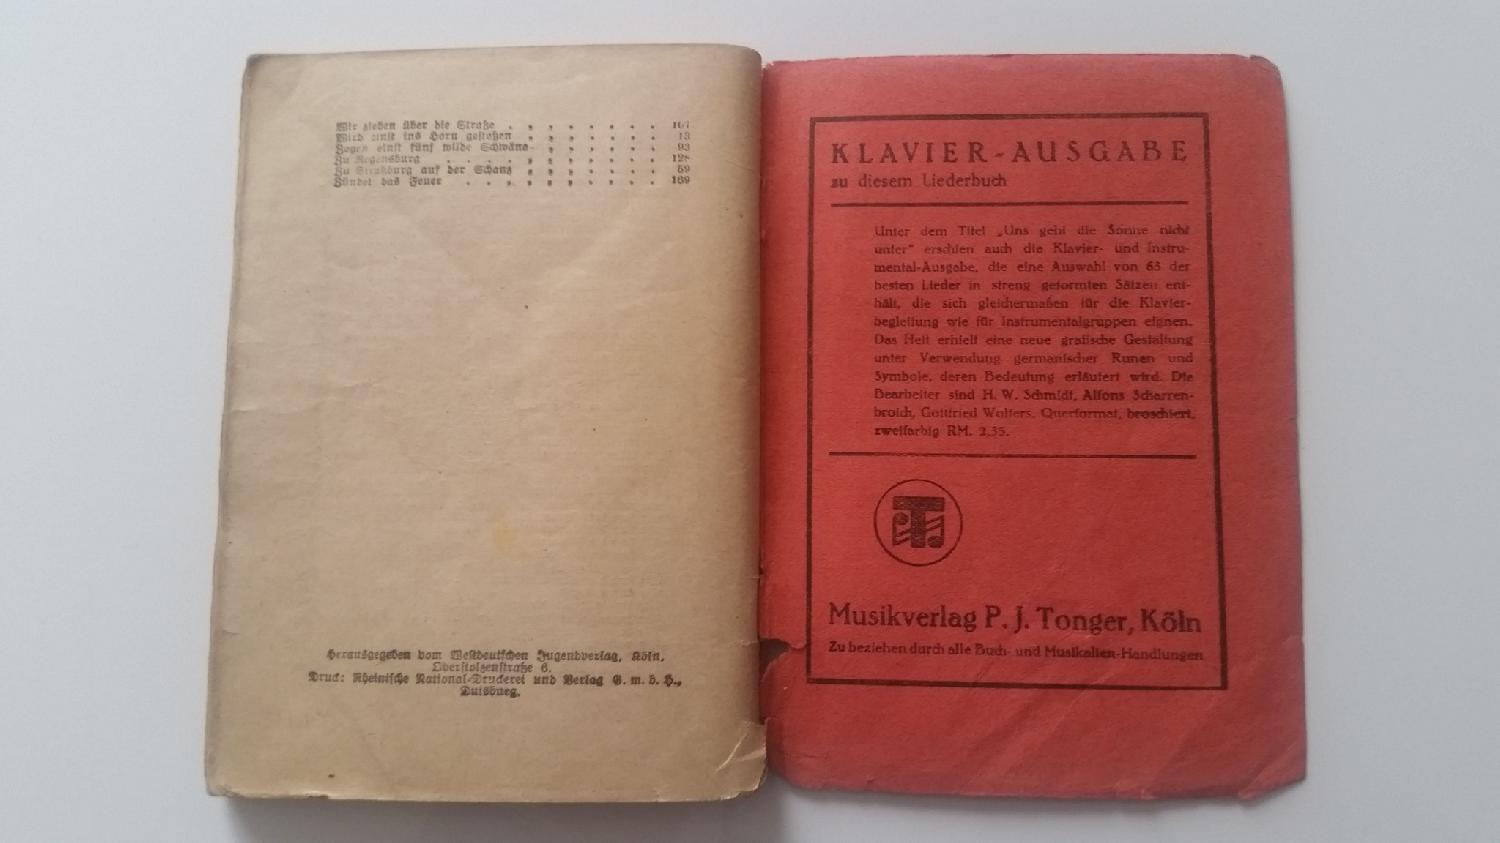 Wir ziehen über die Straße . . . . . . . . 167
Wird einst ins Horn gestoßen . . . . . . . 13
Zogen einst fünf wilde Schwäne . . . . . . . 93
Zu Regensburg . . . . . . . . . . . 128
Zu Straßburg auf der Schanz . . . . . . . 59
Zündet das Feuer . . . . . . . . . . 169
Herausgegeben vom Westdeutschen Jugendverlag, Köln,
Overstolzenstraße 6.
Druck: Rheinische National-Druckerei und Verlag G. m. b. H.,
Duisburg.
KLAVIER-AUSGABE
zu diesem Liederbuch
Unter dem Titel „Uns geht die Sonne nicht
unter“ erschien auch die Klavier- und Instru-
mental-Ausgabe, die eine Auswahl von 63 der
besten Lieder in streng geformten Sätzen ent-
hält, die sich gleichermaßen für die Klavier-
begleitung wie für Instrumentalgruppen eignen.
Das Heft erhielt eine neue grafische Gestaltung
unter Verwendung germanischer Runen und
Symbole, deren Bedeutung erläutert wird. Die
Bearbeiter sind H. W. Schmidt, Alfons Scharren-
broich, Gottfried Wolters. Querformat, broschiert,
zweifarbig RM. 2.35.
PJT
Musikverlag P. J. Tonger, Köln
Zu beziehen durch alle Buch- und Musikalien-Handlungen